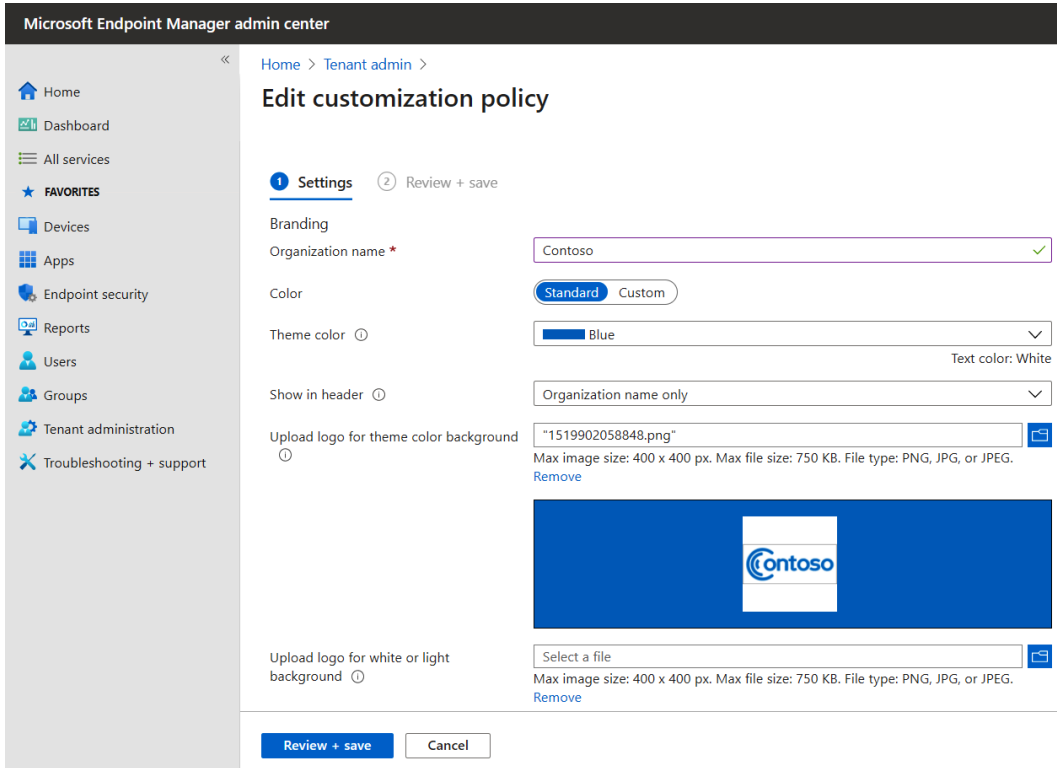 Microsoft Endpoint Manager admin center
«
Home
Dashboard
All services
FAVORITES
Devices
Apps
Endpoint security
Reports
Users
Groups
Tenant administration
Troubleshooting + support
Home > Tenant admin >
Edit customization policy
1 Settings 2 Review + save
Branding
Organization name * Contoso
Color Standard Custom
Theme color Blue
Text color: White
Show in header Organization name only
Upload logo for theme color background "1519902058848.png"
Max image size: 400 x 400 px. Max file size: 750 KB. File type: PNG, JPG, or JPEG.
Remove
Contoso
Upload logo for white or light
background
Select a file
Max image size: 400 x 400 px. Max file size: 750 KB. File type: PNG, JPG, or JPEG.
Remove
Review + save Cancel